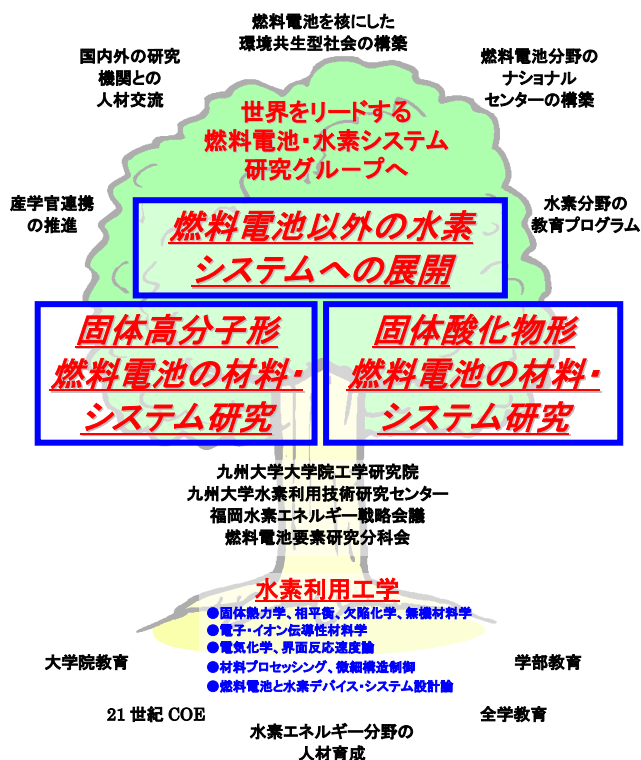 燃料電池を核にした
環境共生型社会の構築
国内外の研究
機関との
人材交流
燃料電池分野の
ナショナル
センターの構築
世界をリードする
燃料電池・水素システム
研究グループへ
産学官連携
の推進
水素分野の
教育プログラム
燃料電池以外の水素
システムへの展開
固体高分子形
燃料電池の材料・
システム研究
固体酸化物形
燃料電池の材料・
システム研究
九州大学大学院工学研究院
九州大学水素利用技術研究センター
福岡水素エネルギー戦略会議
燃料電池要素研究分科会
水素利用工学
●固体熱力学、相平衡、欠陥化学、無機材料学
●電子・イオン伝導性材料学
●電気化学、界面反応速度論
●材料プロセッシング、微細構造制御
●燃料電池と水素デバイス・システム設計論
大学院教育
学部教育
21世紀COE
全学教育
水素エネルギー分野の
人材育成